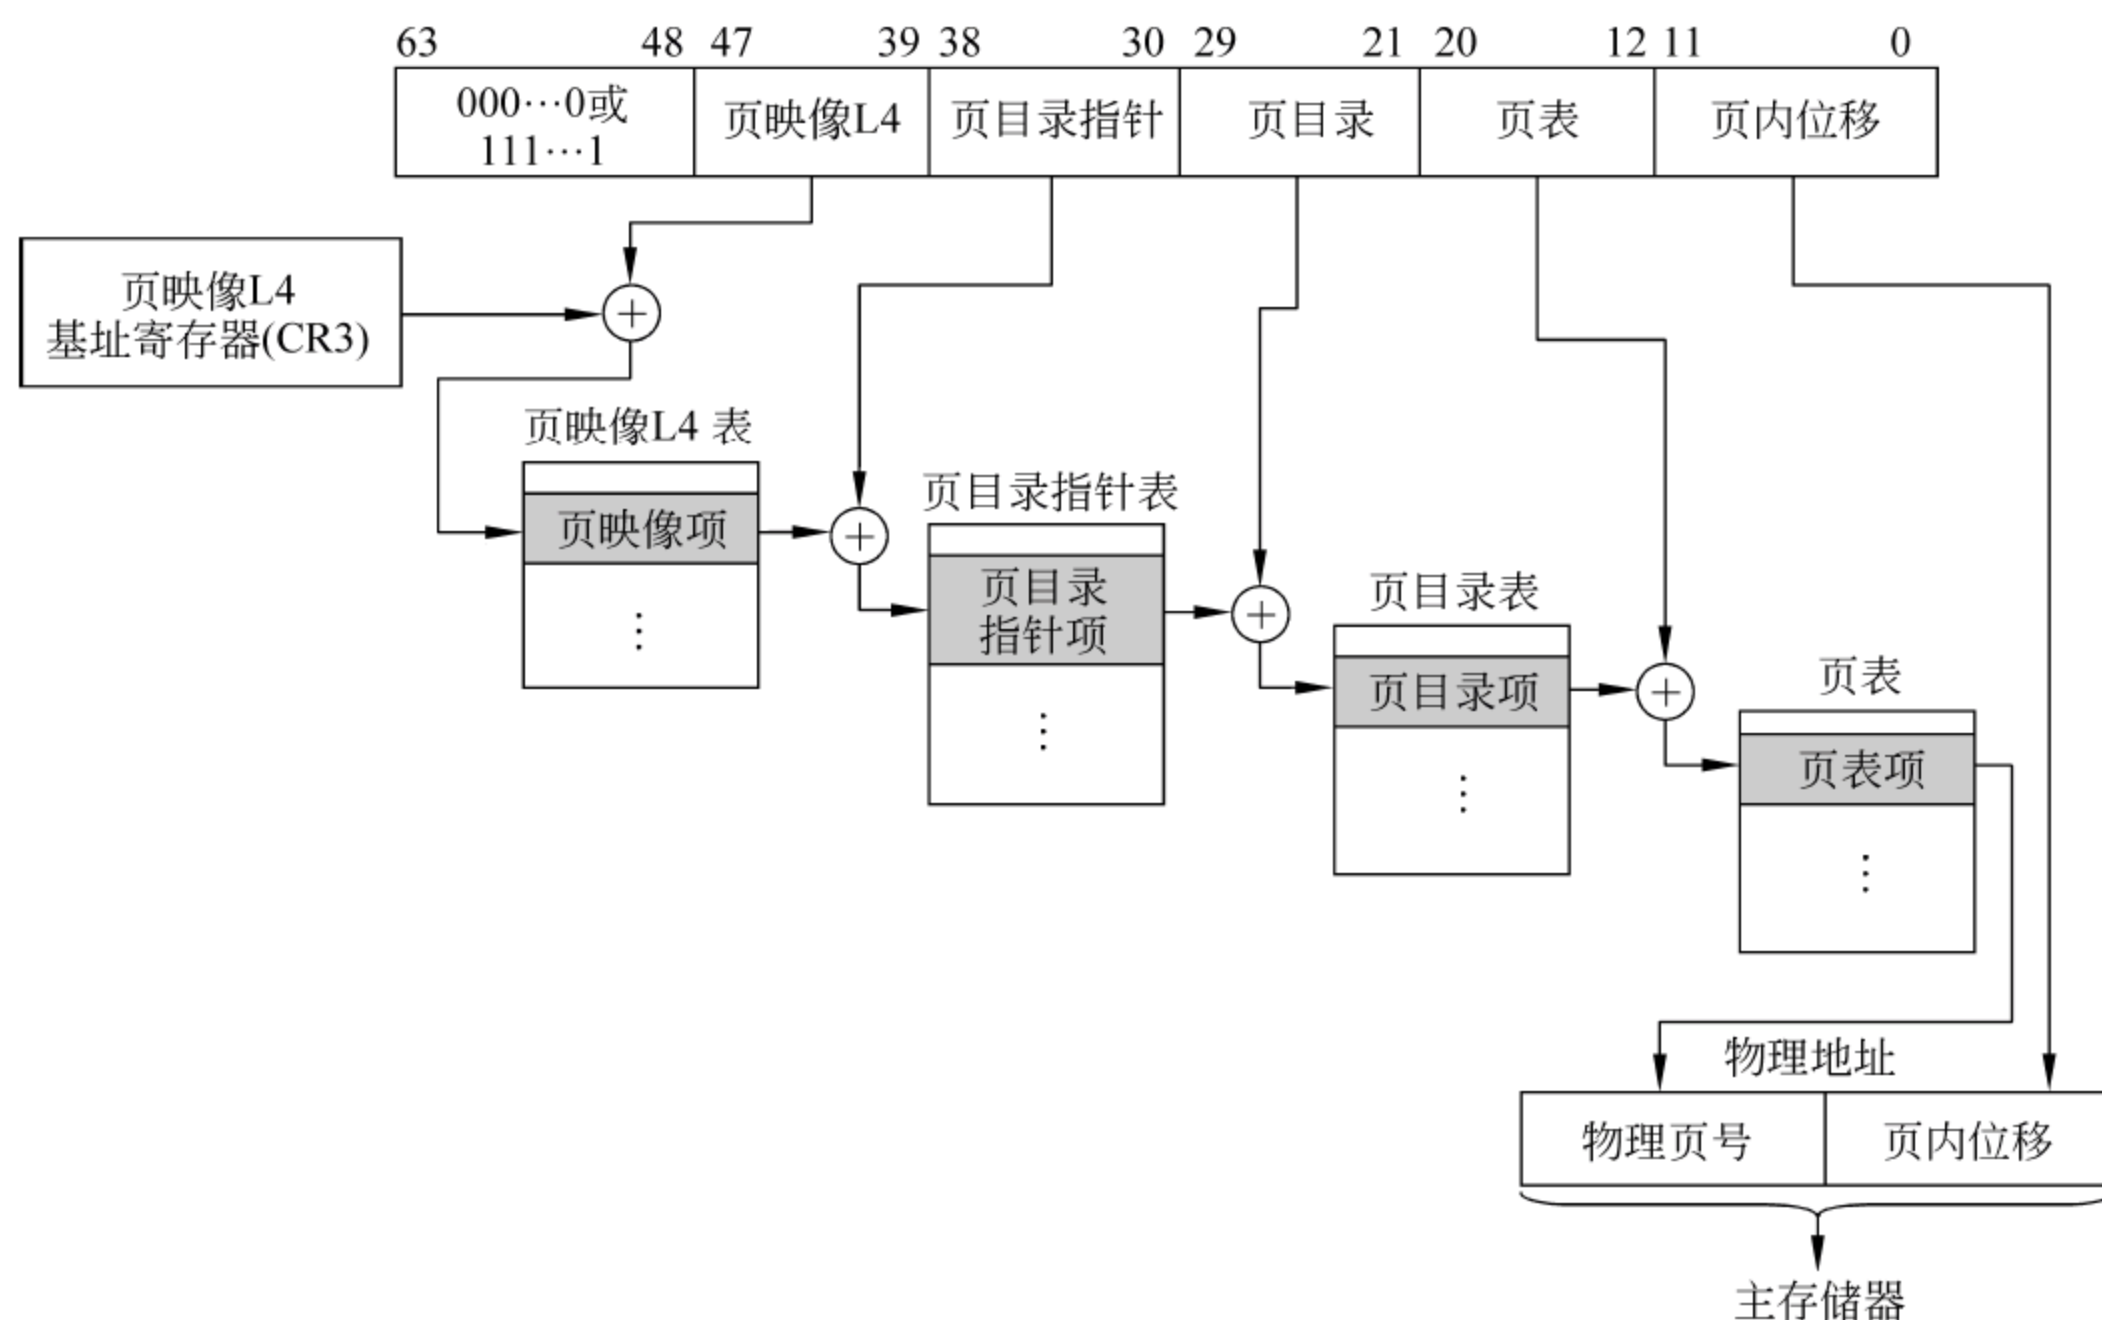 63 48 47 39 38 30 29 21 20 12 11 0
000…0或
111…1
页映像L4
页目录指针
页目录
页表
页内位移
页映像L4
基址寄存器(CR3)
+
页映像L4 表
页映像项
⋮
+
页目录指针表
页目录
指针项
⋮
+
页目录表
页目录项
⋮
+
页表
页表项
⋮
物理地址
物理页号
页内位移
主存储器